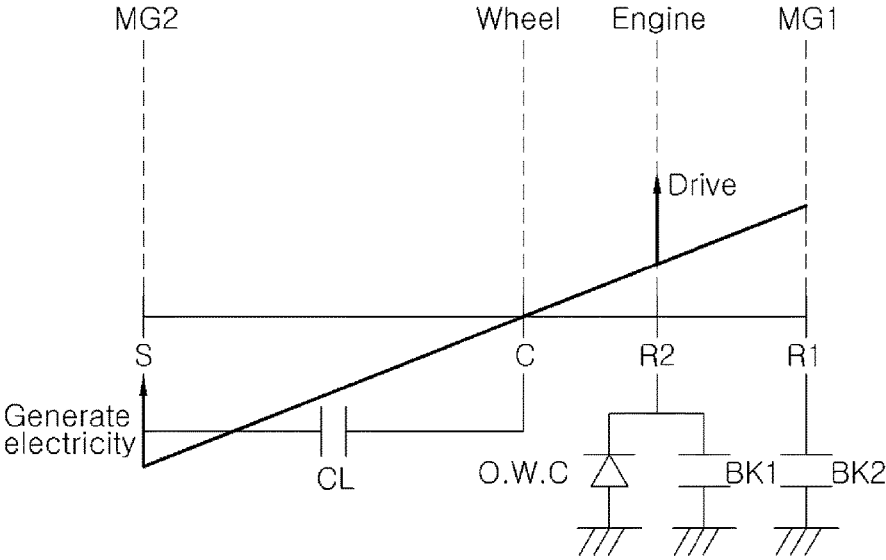 MG2 Wheel Engine MG1
Drive
S C R2 R1
Generate
electricity
CL O.W.C BK1 BK2